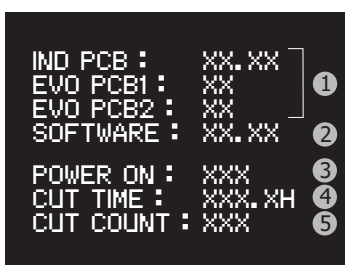 IND PCB : XX.XX
EVO PCB1: XX 1
EVO PCB2 : XX
SOFTWARE : XX.XX 2
POWER ON : XXX 3
CUT TIME : XXX.XH 4
CUT COUNT : XXX 5